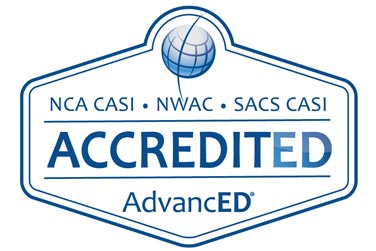 NCA CASI • NWAC • SACS CASI
ACCREDITED
AdvancED®